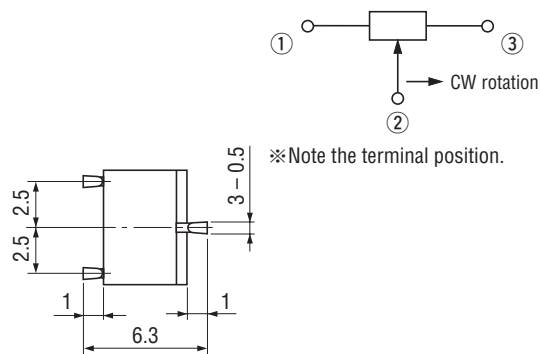 ①
③
CW rotation
②
※Note the terminal position.
2.5
2.5
3 – 0.5
1
1
6.3